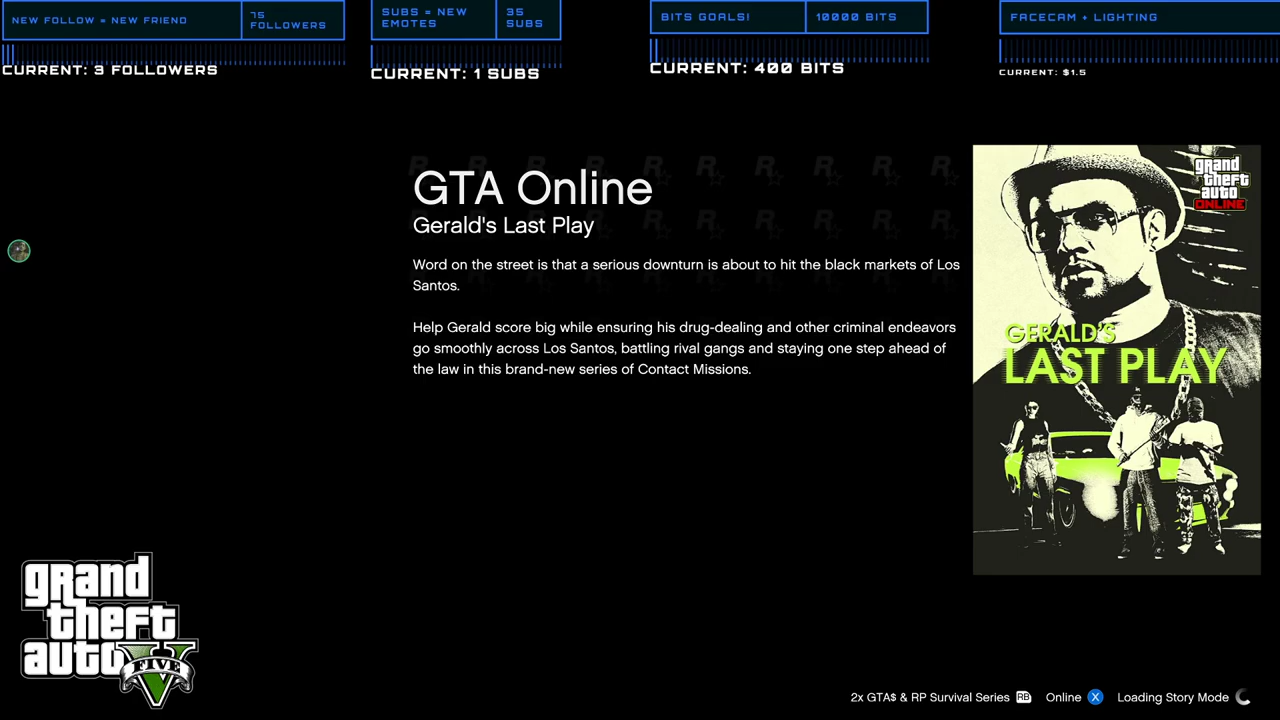 NEW FOLLOW = NEW FRIEND
75
FOLLOWERS
CURRENT: 3 FOLLOWERS
SUBS = NEW
EMOTES
35
SUBS
CURRENT: 1 SUBS
BITS GOALS!
10000 BITS
CURRENT: 400 BITS
FACECAM + LIGHTING
CURRENT: $1.5
GTA Online
Gerald's Last Play
Word on the street is that a serious downturn is about to hit the black markets of Los
Santos.
Help Gerald score big while ensuring his drug-dealing and other criminal endeavors
go smoothly across Los Santos, battling rival gangs and staying one step ahead of
the law in this brand-new series of Contact Missions.
grand
theft
auto
ONLINE
GERALD'S
LAST PLAY
grand
theft
auto
V
FIVE
2x GTA$ & RP Survival Series RB Online X Loading Story Mode